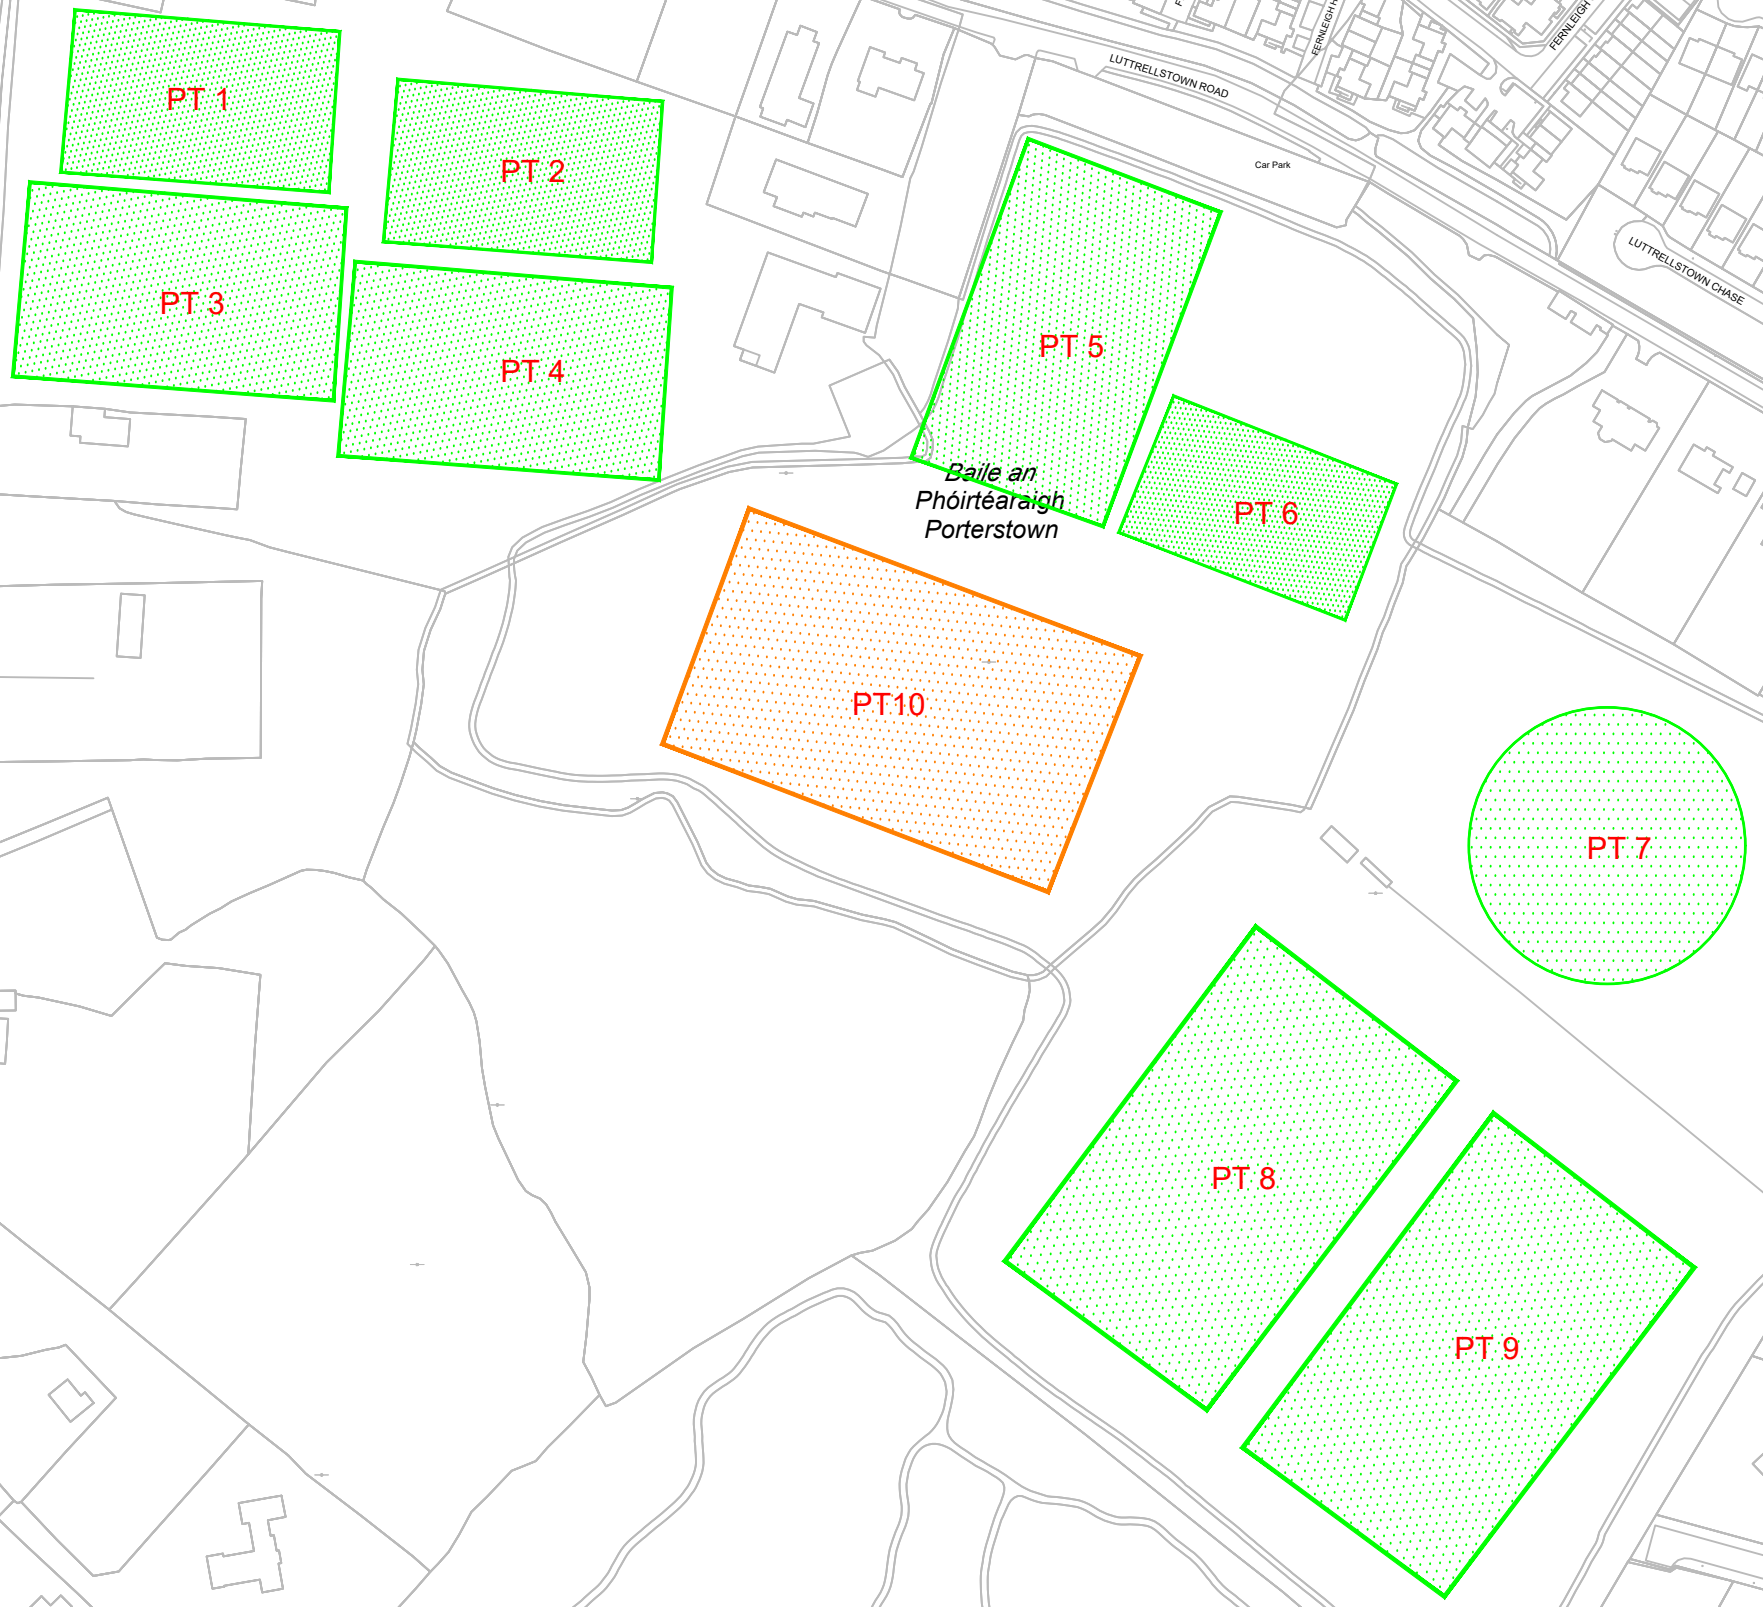 FERNLEIGH
LUTTRELLSTOWN ROAD
PT 1
Car Park
PT 2
LUTTRELLSTOWN CHASE
PT 3
PT 5
PT 4
Baile an
Phóirtéaraigh
Porterstown
PT 6
PT10
PT 7
PT 8
PT 9